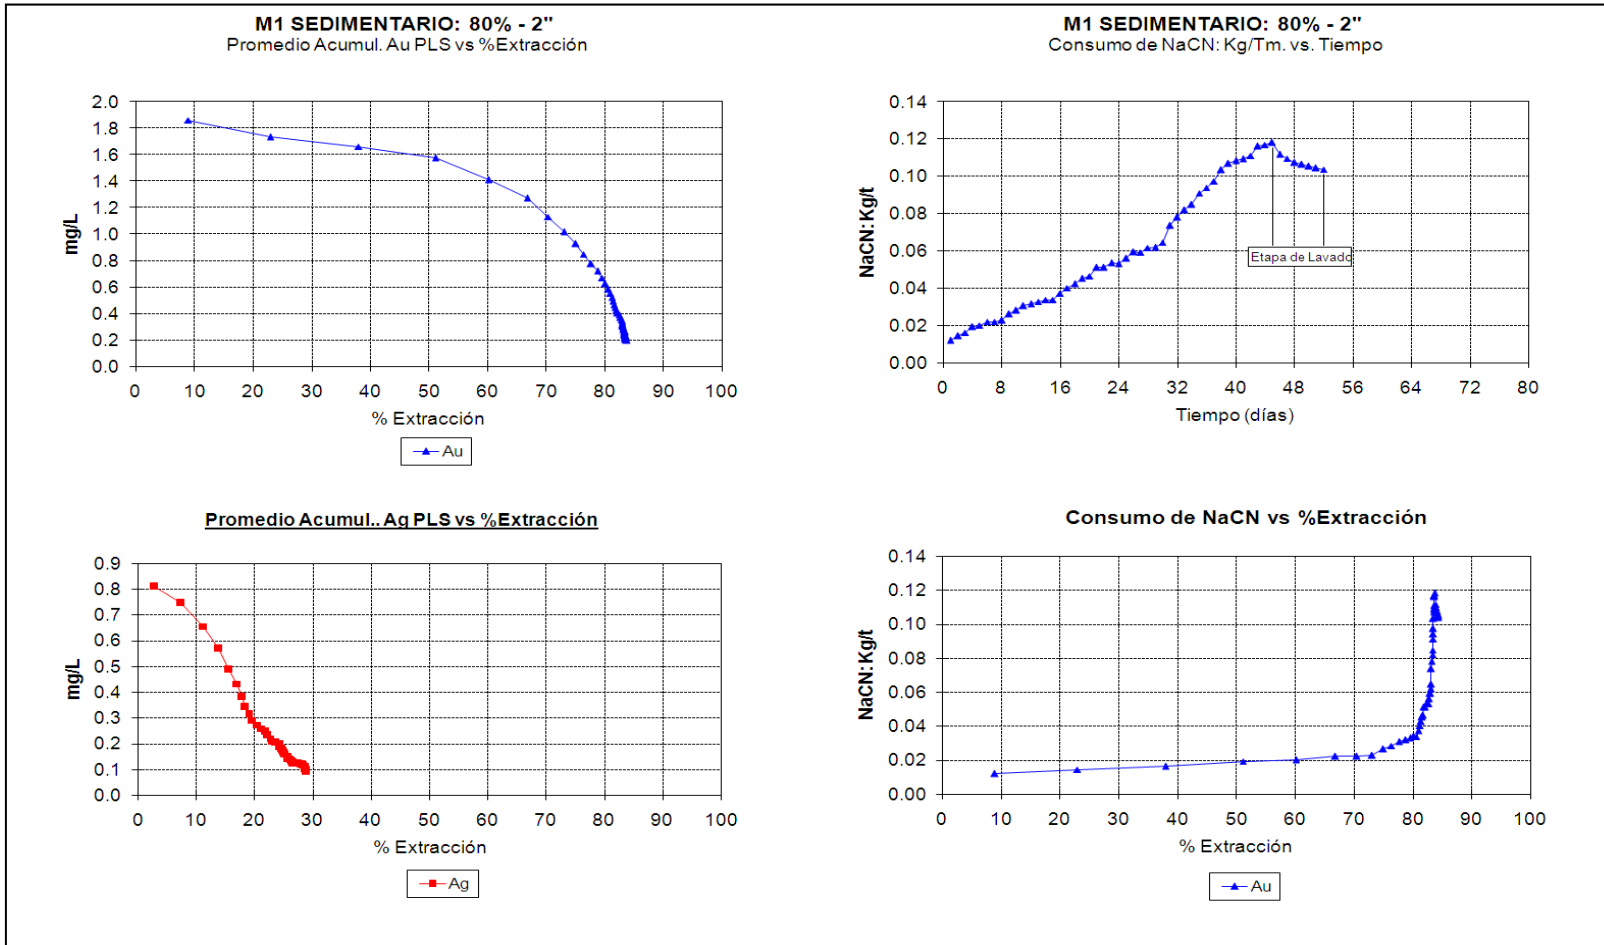 M1 SEDIMENTARIO: 80% - 2"
Promedio Acumul. Au PLS vs %Extracción
mg/L
2.0
1.8
1.6
1.4
1.2
1.0
0.8
0.6
0.4
0.2
0.0
0 10 20 30 40 50 60 70 80 90 100
% Extracción
Au
M1 SEDIMENTARIO: 80% - 2"
Consumo de NaCN: Kg/Tm. vs. Tiempo
NaCN: Kg/t
0.14
0.12
0.10
0.08
0.06
0.04
0.02
0.00
Etapa de Lavado
0 8 16 24 32 40 48 56 64 72 80
Tiempo (días)
Promedio Acumul.. Ag PLS vs %Extracción
mg/L
0.9
0.8
0.7
0.6
0.5
0.4
0.3
0.2
0.1
0.0
0 10 20 30 40 50 60 70 80 90 100
% Extracción
Ag
Consumo de NaCN vs %Extracción
NaCN: Kg/t
0.14
0.12
0.10
0.08
0.06
0.04
0.02
0.00
0 10 20 30 40 50 60 70 80 90 100
% Extracción
Au